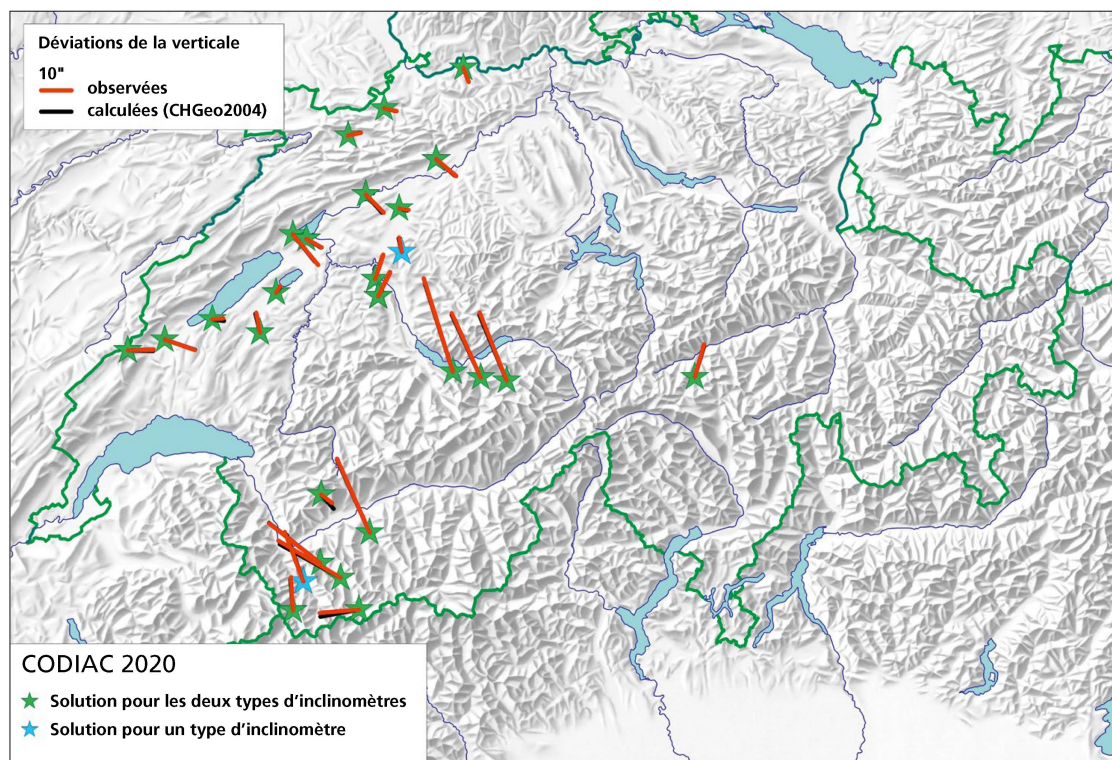 Déviations de la verticale
10"
observées
calculées (CHGeo2004)
CODIAC 2020
Solution pour les deux types d’inclinomètres
Solution pour un type d’inclinomètre